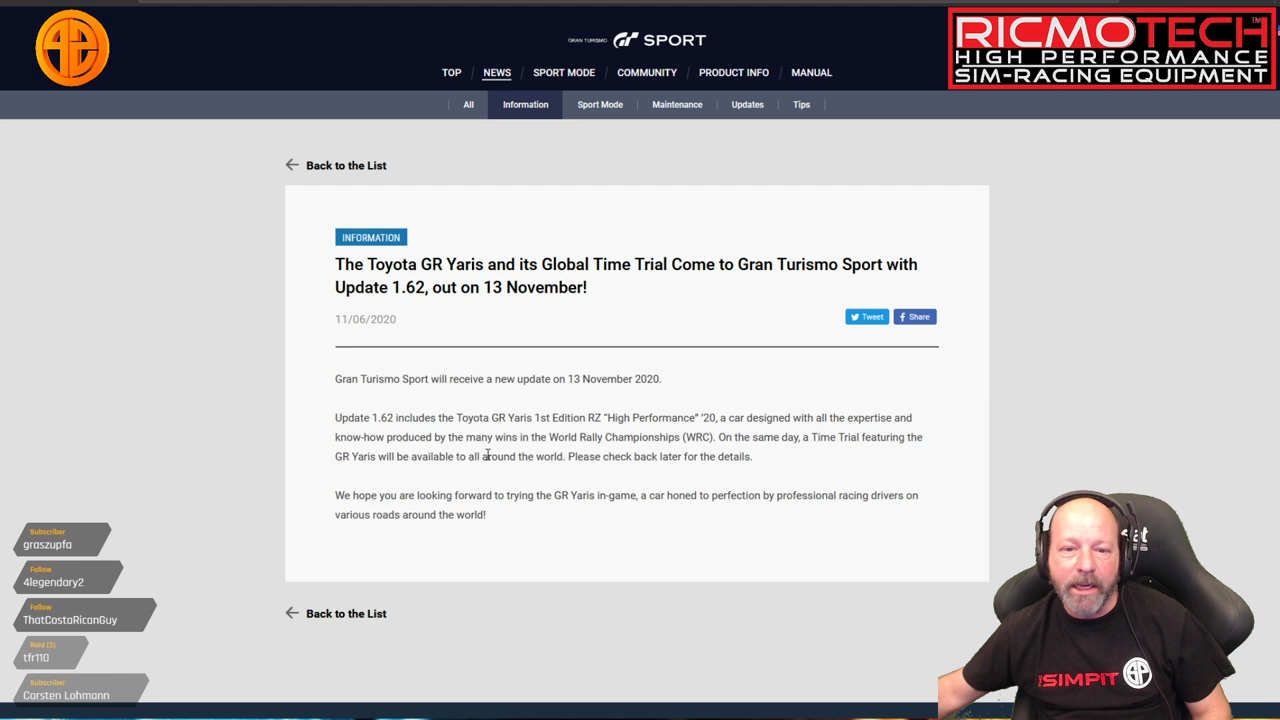 RICMOTECH™
HIGH PERFORMANCE
SIM-RACING EQUIPMENT
GRAN TURISMO GT SPORT
TOP / NEWS / SPORT MODE / COMMUNITY / PRODUCT INFO / MANUAL
All | Information | Sport Mode | Maintenance | Updates | Tips
Back to the List
INFORMATION
The Toyota GR Yaris and its Global Time Trial Come to Gran Turismo Sport with
Update 1.62, out on 13 November!
11/06/2020
Tweet
Share
Gran Turismo Sport will receive a new update on 13 November 2020.
Update 1.62 includes the Toyota GR Yaris 1st Edition RZ “High Performance” ’20, a car designed with all the expertise and
know-how produced by the many wins in the World Rally Championships (WRC). On the same day, a Time Trial featuring the
GR Yaris will be available to all around the world. Please check back later for the details.
We hope you are looking forward to trying the GR Yaris in-game, a car honed to perfection by professional racing drivers on
various roads around the world!
Back to the List
Subscriber
graszupfa
Follow
4legendary2
Follow
ThatCostaRicanGuy
Raid (3)
tfr110
Subscriber
Carsten Lohmann
SIMPIT